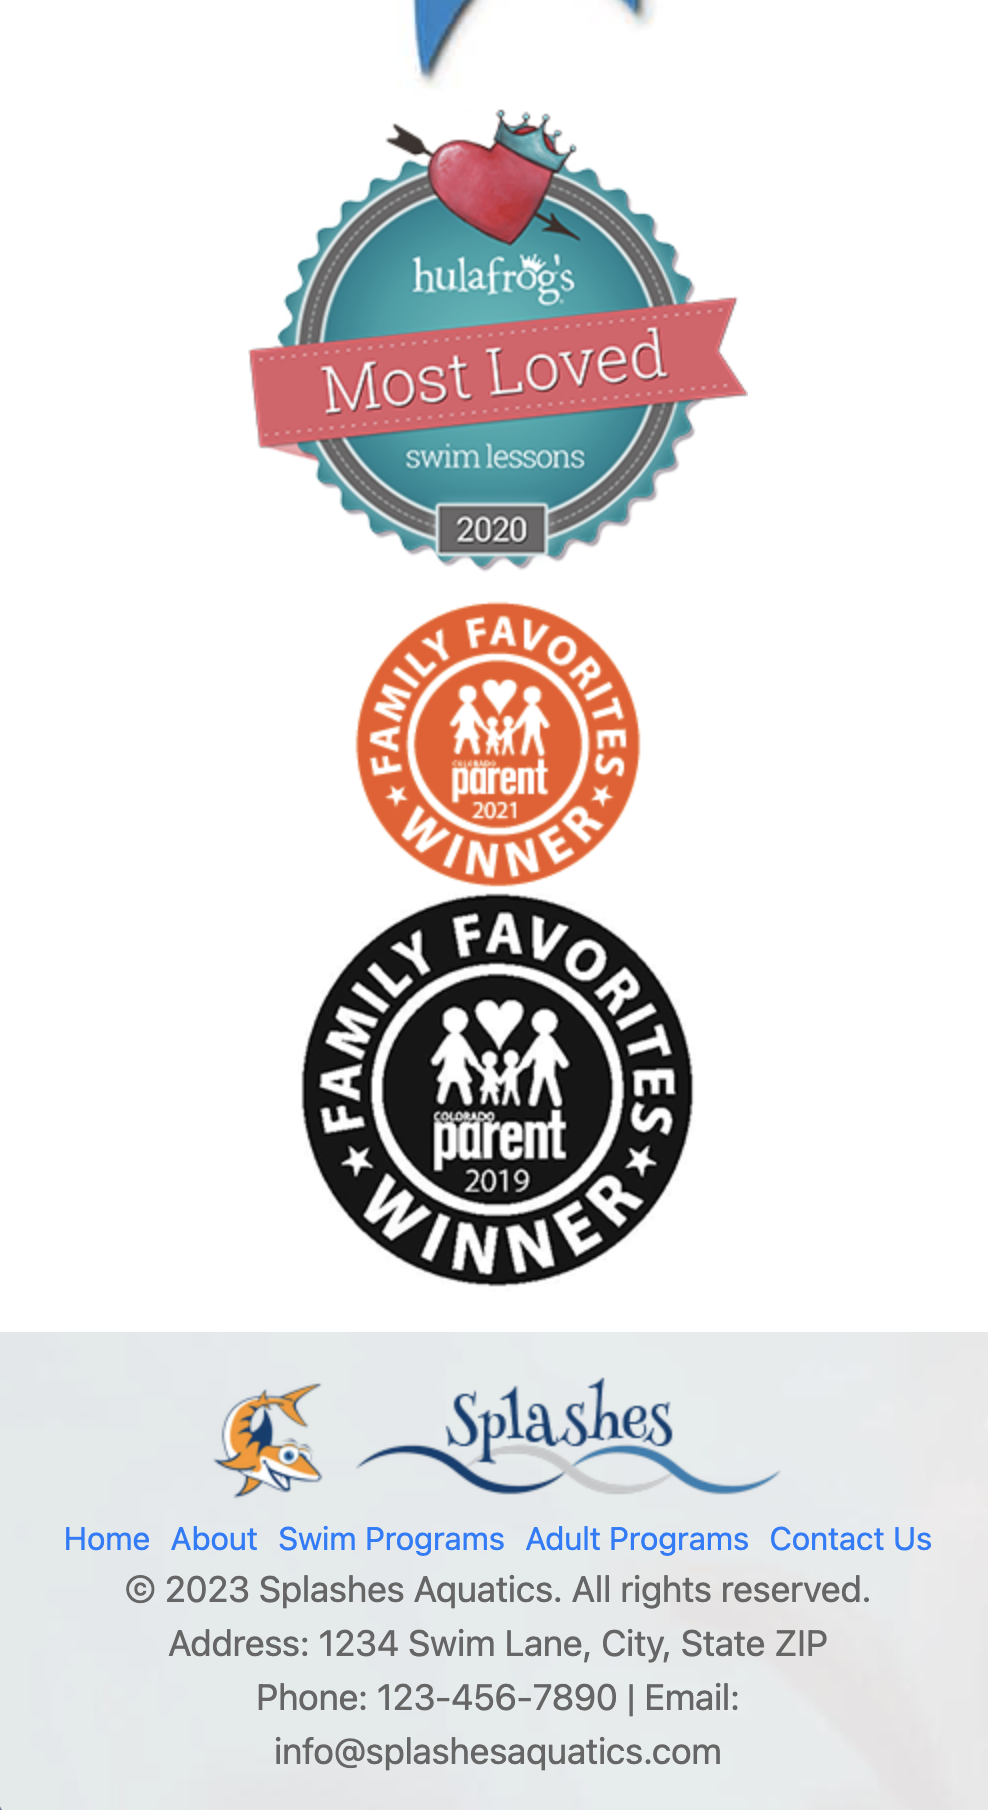 hulafrog's
Most Loved
swim lessons
2020
FAMILY FAVORITES
COLORADO
parent
2021
WINNER
FAMILY FAVORITES
COLORADO
parent
2019
WINNER
Splashes
Home About Swim Programs Adult Programs Contact Us
© 2023 Splashes Aquatics. All rights reserved.
Address: 1234 Swim Lane, City, State ZIP
Phone: 123-456-7890 | Email:
info@splashesaquatics.com